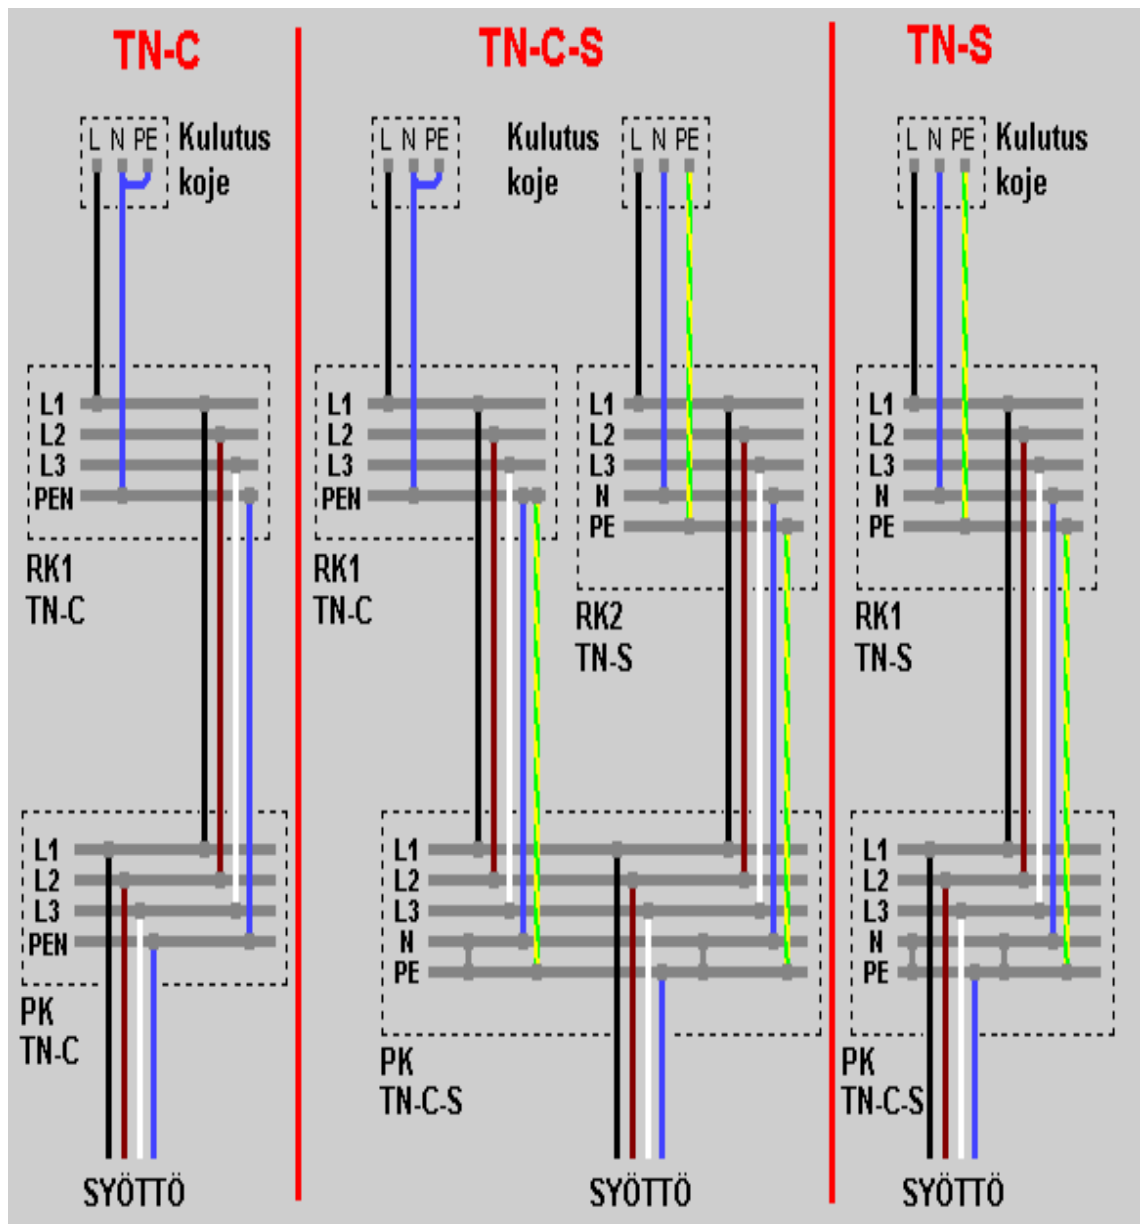 TN-C
TN-C-S
TN-S
L N PE
Kulutus
koje
L N PE
Kulutus
koje
L N PE
L N PE
Kulutus
koje
L1
L2
L3
PEN
RK1
TN-C
L1
L2
L3
PEN
RK1
TN-C
L1
L2
L3
N
PE
RK2
TN-S
L1
L2
L3
N
PE
RK1
TN-S
L1
L2
L3
PEN
PK
TN-C
L1
L2
L3
N
PE
PK
TN-C-S
L1
L2
L3
N
PE
PK
TN-C-S
SYÖTTÖ
SYÖTTÖ
SYÖTTÖ